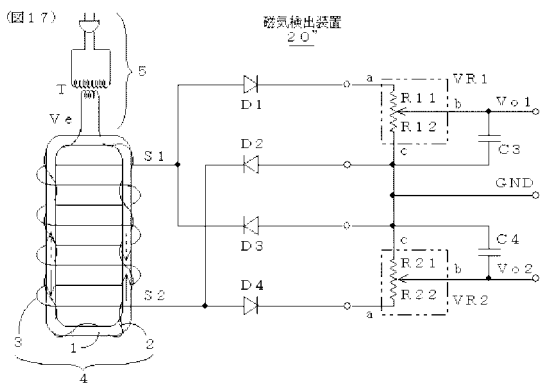 (図17)
磁気検出装置
20"
T
5
Ve
S1
S2
3
1
2
4
D1
D2
D3
D4
a
VR1
R11
b
Vo1
R12
c
C3
GND
c
C4
R21
b
Vo2
R22
a
VR2